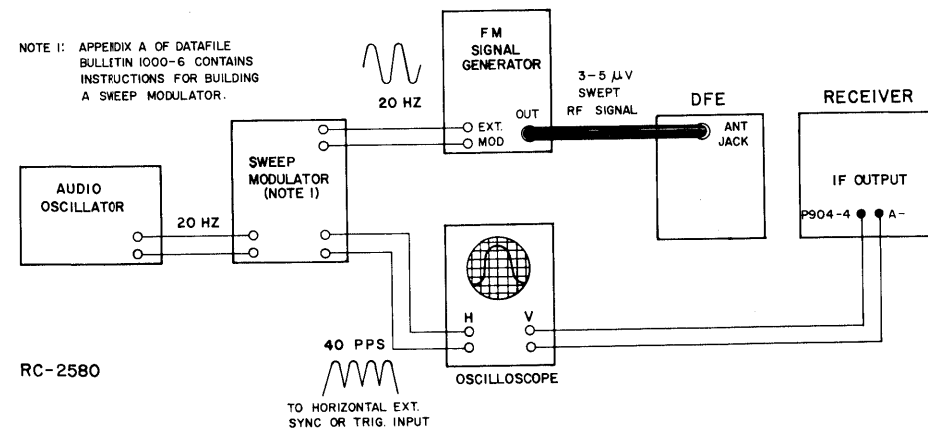 NOTE 1: APPENDIX A OF DATAFILE
BULLETIN 1000-6 CONTAINS
INSTRUCTIONS FOR BUILDING
A SWEEP MODULATOR.
20 HZ
FM
SIGNAL
GENERATOR
OUT
EXT.
MOD
3-5 μV
SWEPT
RF SIGNAL
DFE
ANT
JACK
RECEIVER
IF OUTPUT
P904-4
A-
AUDIO
OSCILLATOR
20 HZ
SWEEP
MODULATOR
(NOTE 1)
H
V
OSCILLOSCOPE
40 PPS
TO HORIZONTAL EXT.
SYNC OR TRIG. INPUT
RC-2580